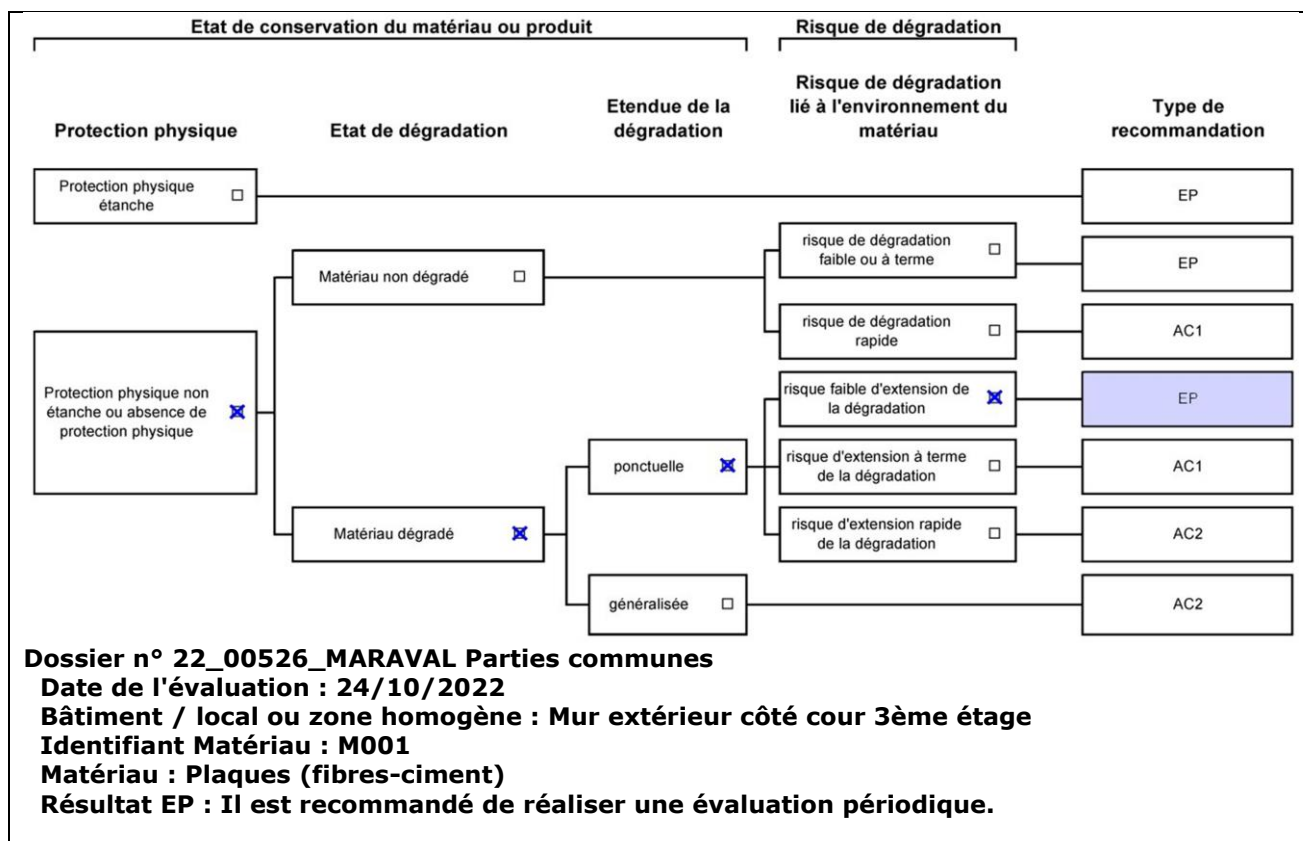 Etat de conservation du matériau ou produit
Risque de dégradation
Protection physique
Etat de dégradation
Etendue de la
dégradation
Risque de dégradation
lié à l'environnement du
matériau
Type de
recommandation
Protection physique
étanche
EP
Matériau non dégradé
risque de dégradation
faible ou à terme
EP
risque de dégradation
rapide
AC1
Protection physique non
étanche ou absence de
protection physique
risque faible d'extension de
la dégradation
EP
ponctuelle
risque d'extension à terme
de la dégradation
AC1
Matériau dégradé
risque d'extension rapide
de la dégradation
AC2
généralisée
AC2
Dossier n° 22_00526_MARAVAL Parties communes
Date de l'évaluation : 24/10/2022
Bâtiment / local ou zone homogène : Mur extérieur côté cour 3ème étage
Identifiant Matériau : M001
Matériau : Plaques (fibres-ciment)
Résultat EP : Il est recommandé de réaliser une évaluation périodique.